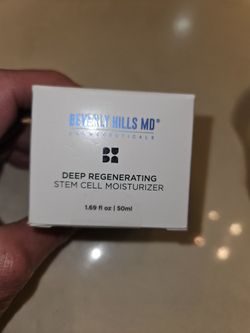 BEVERLY HILLS MD®
COSMECEUTICALS
DEEP REGENERATING
STEM CELL MOISTURIZER
1.69 fl oz | 50ml